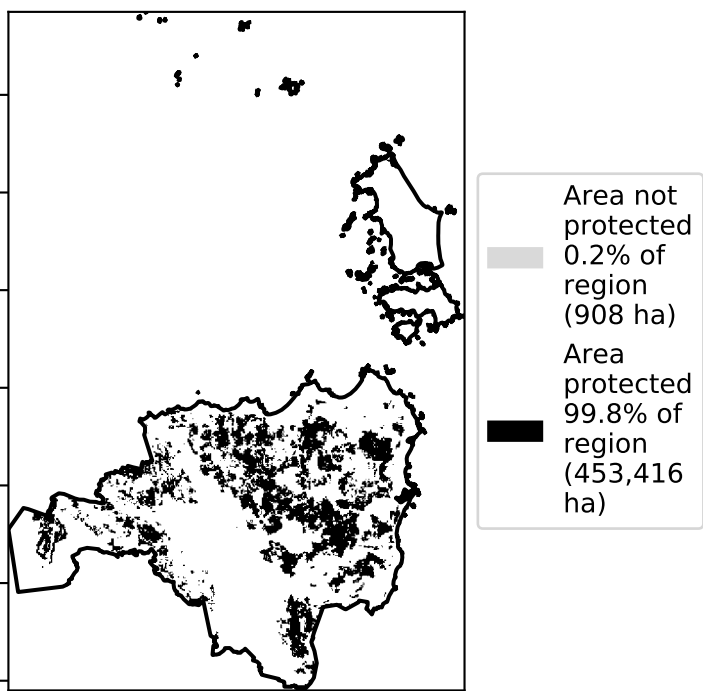 Area not
protected
0.2% of
region
(908 ha)
Area
protected
99.8% of
region
(453,416
ha)